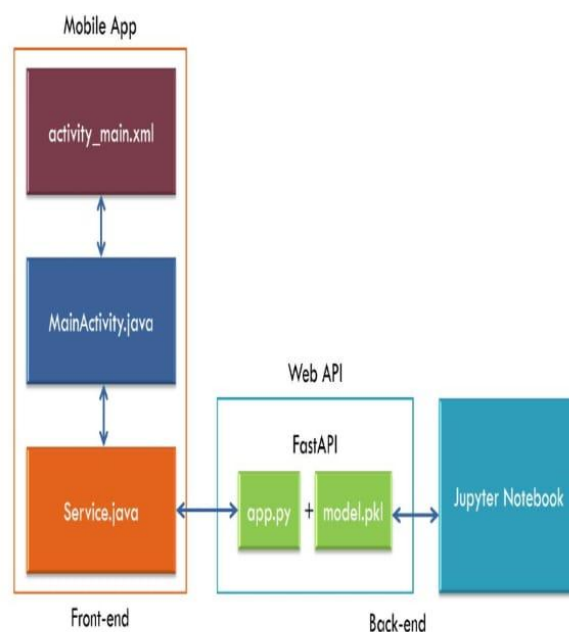 Mobile App
activity_main.xml
MainActivity.java
Service.java
Front-end
Web API
FastAPI
app.py + model.pkl
Jupyter Notebook
Back-end